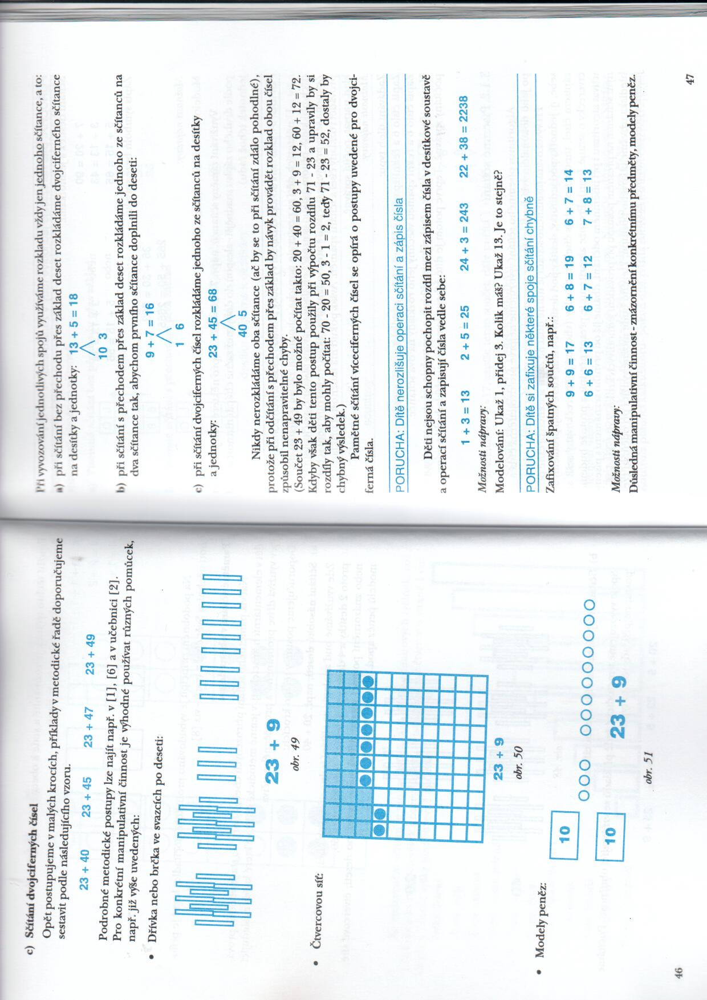 c) Sčítání dvojciferných čísel
Opět postupujeme v malých krocích, příklady v metodické řadě doporučujeme
sestavit podle následujícího vzoru.
23 + 40 23 + 45 23 + 47 23 + 49
Podrobné metodické postupy lze najít např. v [1], [6] a v učebnici [2].
Pro konkrétní manipulativní činnost je výhodné používat různých pomůcek,
např. již výše uvedených:
• Dřívka nebo brčka ve svazcích po deseti:
23 + 9
obr. 49
• Čtvercovou síť:
23 + 9
obr. 50
• Modely peněz:
10
10
23 + 9
obr. 51
46
Při vyvozování jednotlivých spojů využíváme rozkladu vždy jen jednoho sčítance, a to:
a) při sčítání bez přechodu přes základ deset rozkládáme dvojciferného sčítance
na desítky a jednotky: 13 + 5 = 18
10 3
b) při sčítání s přechodem přes základ deset rozkládáme jednoho ze sčítanců na
dva sčítance tak, abychom prvního sčítance doplnili do deseti:
9 + 7 = 16
1 6
c) při sčítání dvojciferných čísel rozkládáme jednoho ze sčítanců na desítky
a jednotky: 23 + 45 = 68
40 5
Nikdy nerozkládáme oba sčítance (ač by se to při sčítání zdálo pohodlné),
protože při odčítání s přechodem přes základ by návyk provádět rozklad obou čísel
způsobil nenapravitelné chyby.
(Součet 23 + 49 by bylo možné počítat takto: 20 + 40 = 60, 3 + 9 = 12, 60 + 12 = 72.
Kdyby však děti tento postup použily při výpočtu rozdílu 71 - 23 a upravily by si
rozdíly tak, aby mohly počítat: 70 - 20 = 50, 3 - 1 = 2, tedy 71 - 23 = 52, dostaly by
chybný výsledek.)
Pamětné sčítání víceciferných čísel se opírá o postupy uvedené pro dvojci-
ferná čísla.
PORUCHA: Dítě nerozlišuje operaci sčítání a zápis čísla
Děti nejsou schopny pochopit rozdíl mezi zápisem čísla v desítkové soustavě
a operací sčítání a zapisují čísla vedle sebe:
1 + 3 = 13 2 + 5 = 25 24 + 3 = 243 22 + 38 = 2238
Možnosti nápravy:
Modelování: Ukaž 1, přidej 3. Kolik máš? Ukaž 13. Je to stejně?
PORUCHA: Dítě si zafixuje některé spoje sčítání chybně
Zafixování špatných součtů, např.:
9 + 9 = 17 6 + 8 = 19 6 + 7 = 14
6 + 6 = 13 6 + 7 = 12 7 + 8 = 13
Možnosti nápravy:
Důsledná manipulativní činnost - znázornění konkrétnímu předměty, modely peněz.
47